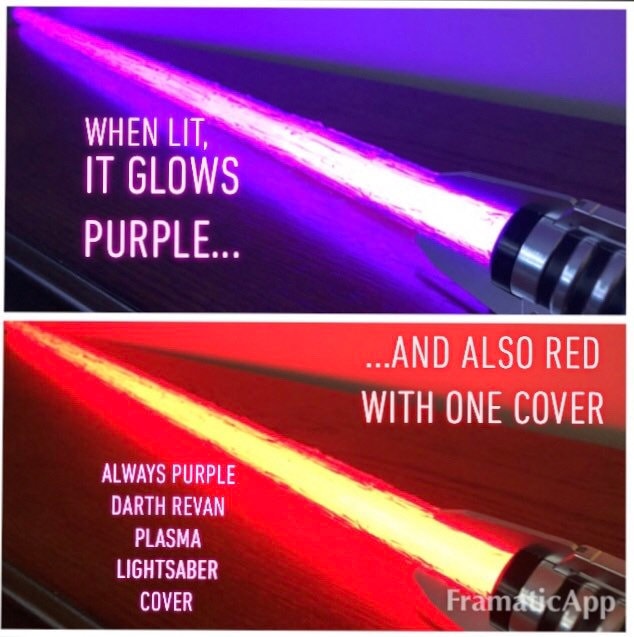 WHEN LIT,
IT GLOWS
PURPLE...
...AND ALSO RED
WITH ONE COVER
ALWAYS PURPLE
DARTH REVAN
PLASMA
LIGHTSABER
COVER
FramaticApp